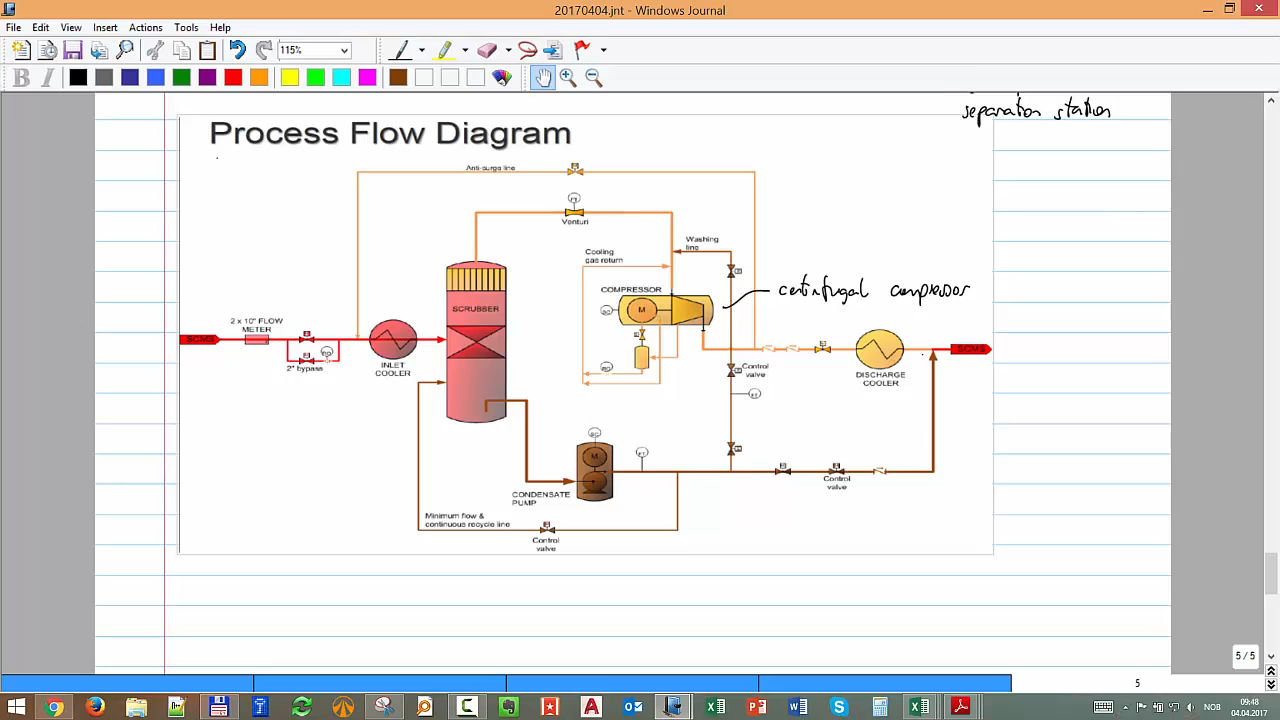 20170404.jnt - Windows Journal
File Edit View Insert Actions Tools Help
115%
B I
separation station
Process Flow Diagram
Anti-surge line
FT
Venturi
Washing
line
Cooling
gas return
COMPRESSOR
centrifugal compressor
SC
M
SCRUBBER
2 x 10" FLOW
METER
SCMS
2" bypass
INLET
COOLER
Control
valve
DISCHARGE
COOLER
SCMS
SC
M
CONDENSATE
PUMP
Control
valve
Minimum flow &
continuous recycle line
Control
valve
5/5
5
NOB
09:48
04.04.2017